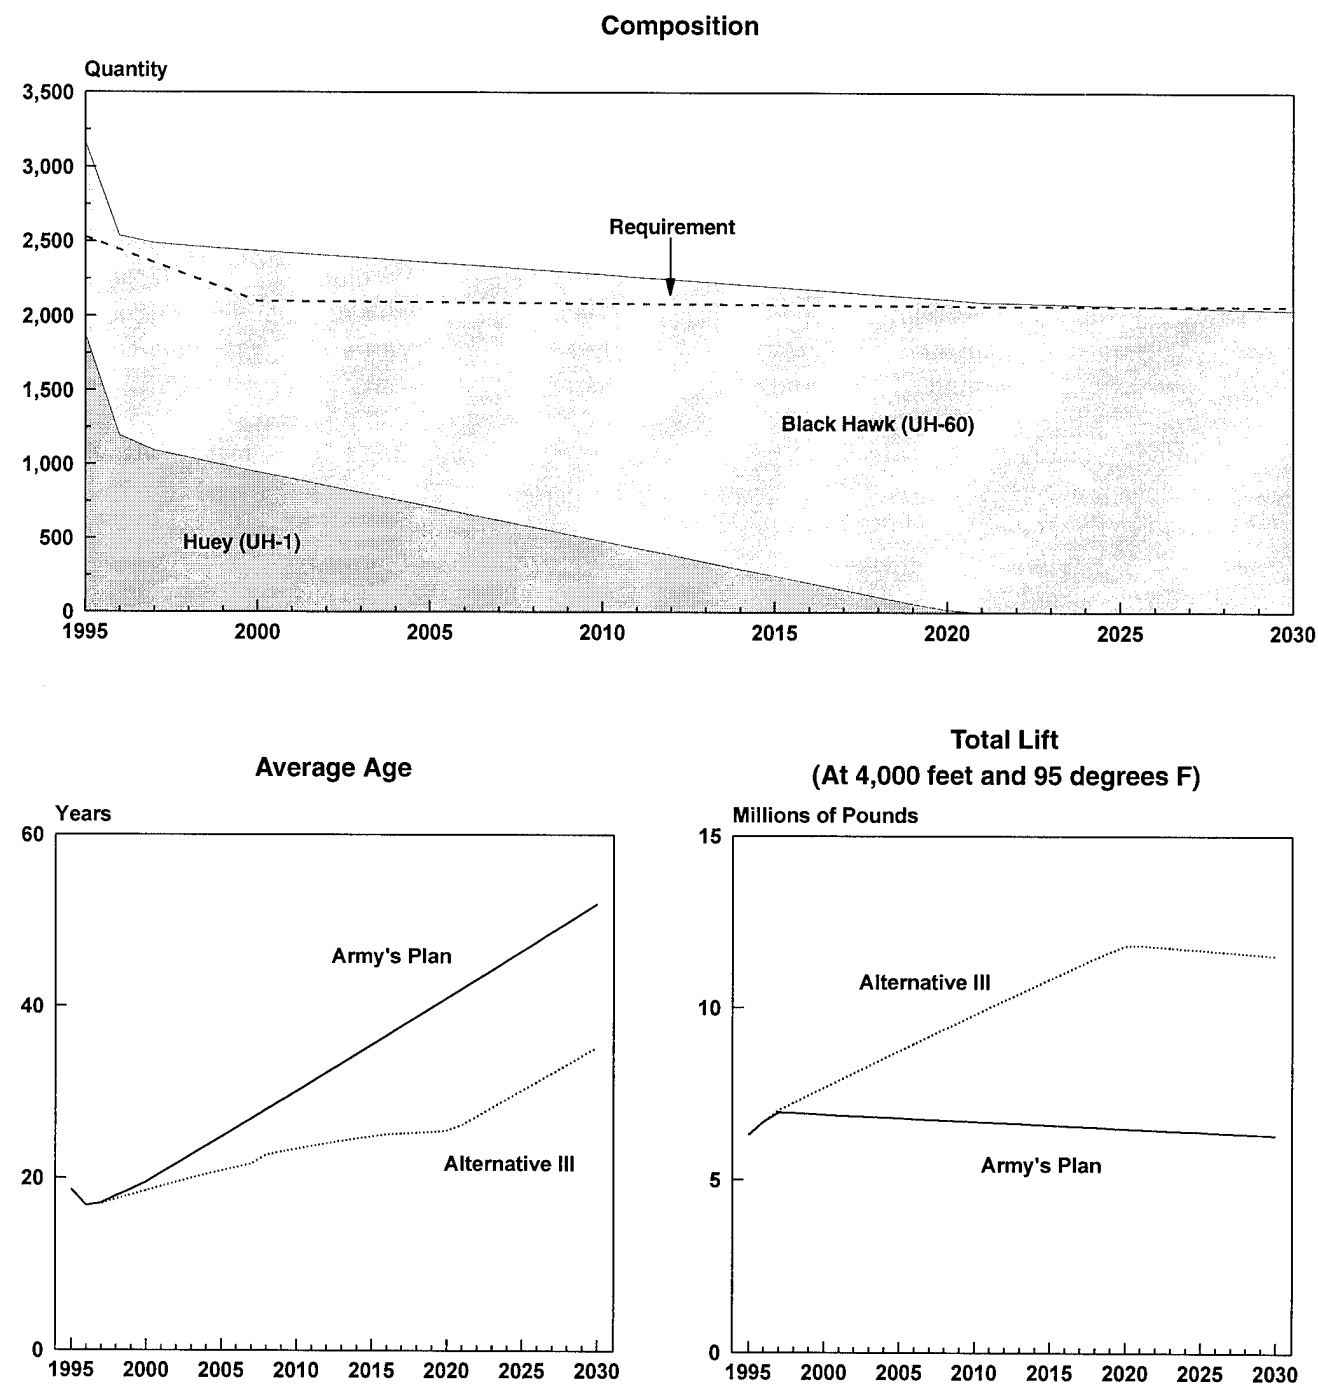 Composition
Quantity
3,500
3,000
2,500
2,000
1,500
1,000
500
0
Requirement
Black Hawk (UH-60)
Huey (UH-1)
1995 2000 2005 2010 2015 2020 2025 2030
Average Age
Years
60
40
20
0
Army's Plan
Alternative III
1995 2000 2005 2010 2015 2020 2025 2030
Total Lift
(At 4,000 feet and 95 degrees F)
Millions of Pounds
15
10
5
0
Alternative III
Army's Plan
1995 2000 2005 2010 2015 2020 2025 2030